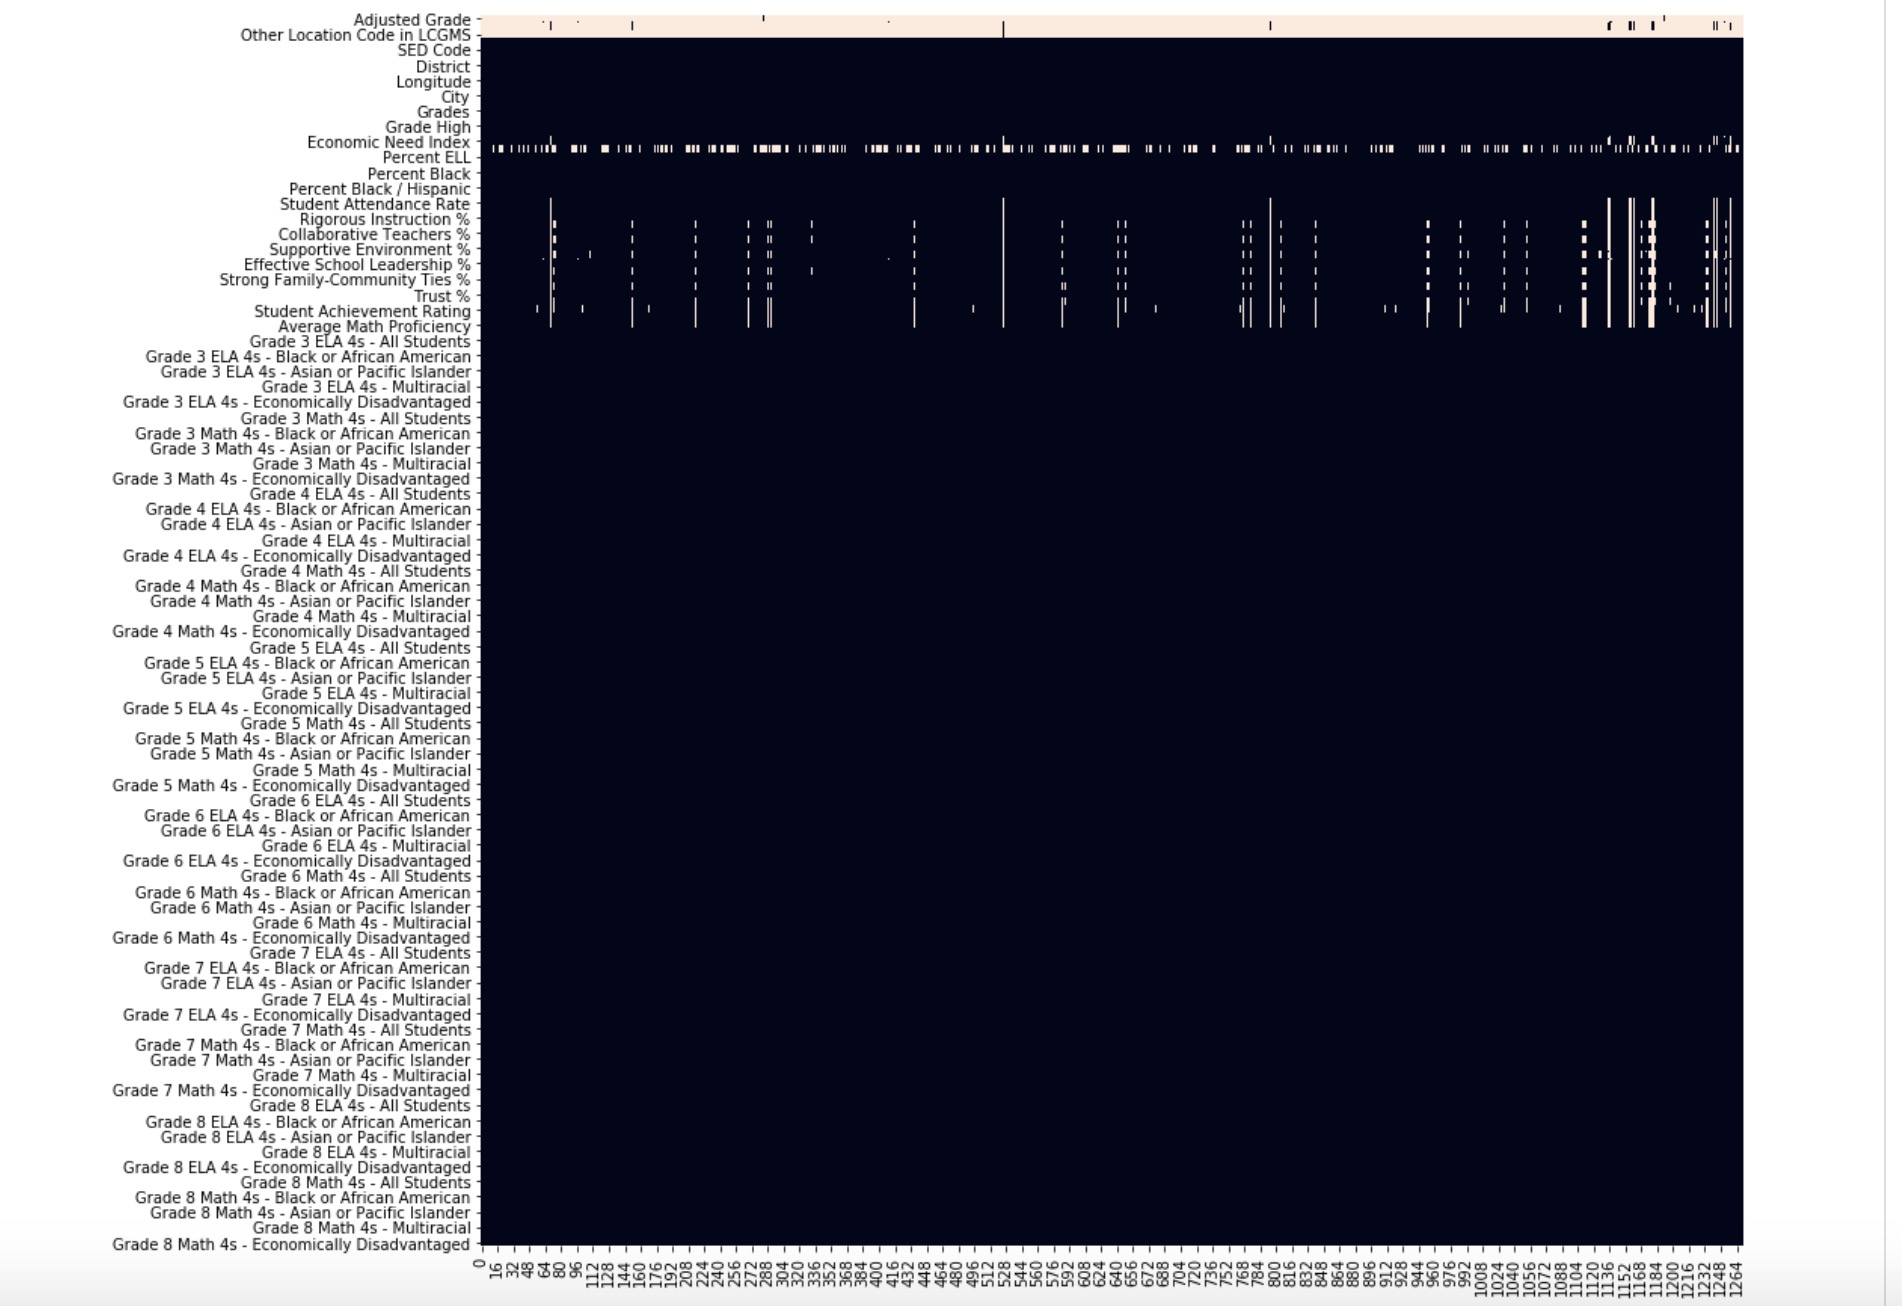 Adjusted Grade
Other Location Code in LCGMS
SED Code
District
Longitude
City
Grades
Grade High
Economic Need Index
Percent ELL
Percent Black
Percent Black / Hispanic
Student Attendance Rate
Rigorous Instruction %
Collaborative Teachers %
Supportive Environment %
Effective School Leadership %
Strong Family-Community Ties %
Trust %
Student Achievement Rating
Average Math Proficiency
Grade 3 ELA 4s - All Students
Grade 3 ELA 4s - Black or African American
Grade 3 ELA 4s - Asian or Pacific Islander
Grade 3 ELA 4s - Multiracial
Grade 3 ELA 4s - Economically Disadvantaged
Grade 3 Math 4s - All Students
Grade 3 Math 4s - Black or African American
Grade 3 Math 4s - Asian or Pacific Islander
Grade 3 Math 4s - Multiracial
Grade 3 Math 4s - Economically Disadvantaged
Grade 4 ELA 4s - All Students
Grade 4 ELA 4s - Black or African American
Grade 4 ELA 4s - Asian or Pacific Islander
Grade 4 ELA 4s - Multiracial
Grade 4 ELA 4s - Economically Disadvantaged
Grade 4 Math 4s - All Students
Grade 4 Math 4s - Black or African American
Grade 4 Math 4s - Asian or Pacific Islander
Grade 4 Math 4s - Multiracial
Grade 4 Math 4s - Economically Disadvantaged
Grade 5 ELA 4s - All Students
Grade 5 ELA 4s - Black or African American
Grade 5 ELA 4s - Asian or Pacific Islander
Grade 5 ELA 4s - Multiracial
Grade 5 ELA 4s - Economically Disadvantaged
Grade 5 Math 4s - All Students
Grade 5 Math 4s - Black or African American
Grade 5 Math 4s - Asian or Pacific Islander
Grade 5 Math 4s - Multiracial
Grade 5 Math 4s - Economically Disadvantaged
Grade 6 ELA 4s - All Students
Grade 6 ELA 4s - Black or African American
Grade 6 ELA 4s - Asian or Pacific Islander
Grade 6 ELA 4s - Multiracial
Grade 6 ELA 4s - Economically Disadvantaged
Grade 6 Math 4s - All Students
Grade 6 Math 4s - Black or African American
Grade 6 Math 4s - Asian or Pacific Islander
Grade 6 Math 4s - Multiracial
Grade 6 Math 4s - Economically Disadvantaged
Grade 7 ELA 4s - All Students
Grade 7 ELA 4s - Black or African American
Grade 7 ELA 4s - Asian or Pacific Islander
Grade 7 ELA 4s - Multiracial
Grade 7 ELA 4s - Economically Disadvantaged
Grade 7 Math 4s - All Students
Grade 7 Math 4s - Black or African American
Grade 7 Math 4s - Asian or Pacific Islander
Grade 7 Math 4s - Multiracial
Grade 7 Math 4s - Economically Disadvantaged
Grade 8 ELA 4s - All Students
Grade 8 ELA 4s - Black or African American
Grade 8 ELA 4s - Asian or Pacific Islander
Grade 8 ELA 4s - Multiracial
Grade 8 ELA 4s - Economically Disadvantaged
Grade 8 Math 4s - All Students
Grade 8 Math 4s - Black or African American
Grade 8 Math 4s - Asian or Pacific Islander
Grade 8 Math 4s - Multiracial
Grade 8 Math 4s - Economically Disadvantaged
0 16 32 48 64 80 96 112 128 144 160 176 192 208 224 240 256 272 288 304 320 336 352 368 384 400 416 432 448 464 480 496 512 528 544 560 576 592 608 624 640 656 672 688 704 720 736 752 768 784 800 816 832 848 864 880 896 912 928 944 960 976 992 1008 1024 1040 1056 1072 1088 1104 1120 1136 1152 1168 1184 1200 1216 1232 1248 1264